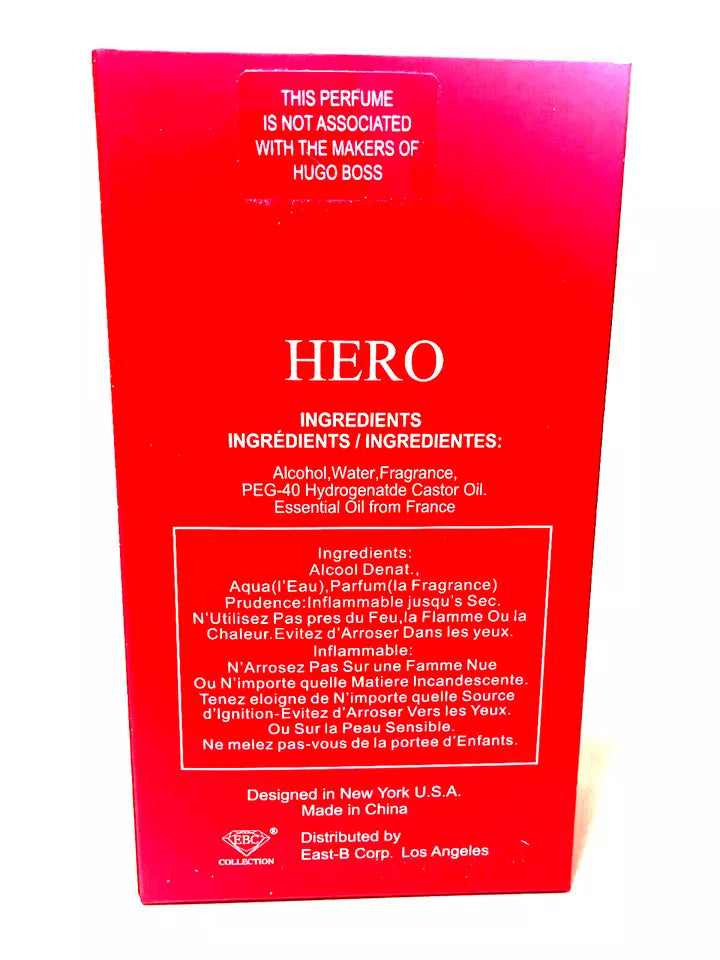 THIS PERFUME
IS NOT ASSOCIATED
WITH THE MAKERS OF
HUGO BOSS
HERO
INGREDIENTS
INGRÉDIENTS / INGREDIENTES:
Alcohol,Water,Fragrance,
PEG-40 Hydrogenatde Castor Oil.
Essential Oil from France
Ingredients:
Alcool Denat.,
Aqua(l'Eau),Parfum(la Fragrance)
Prudence:Inflammable jusqu's Sec.
N'Utilisez Pas pres du Feu,la Flamme Ou la
Chaleur.Evitez d'Arroser Dans les yeux.
Inflammable:
N'Arrosez Pas Sur une Famme Nue
Ou N'importe quelle Matiere Incandescente.
Tenez eloigne de N'importe quelle Source
d'Ignition-Evitez d'Arroser Vers les Yeux.
Ou Sur la Peau Sensible.
Ne melez pas-vous de la portee d'Enfants.
Designed in New York U.S.A.
Made in China
EBC ®
COLLECTION
Distributed by
East-B Corp. Los Angeles